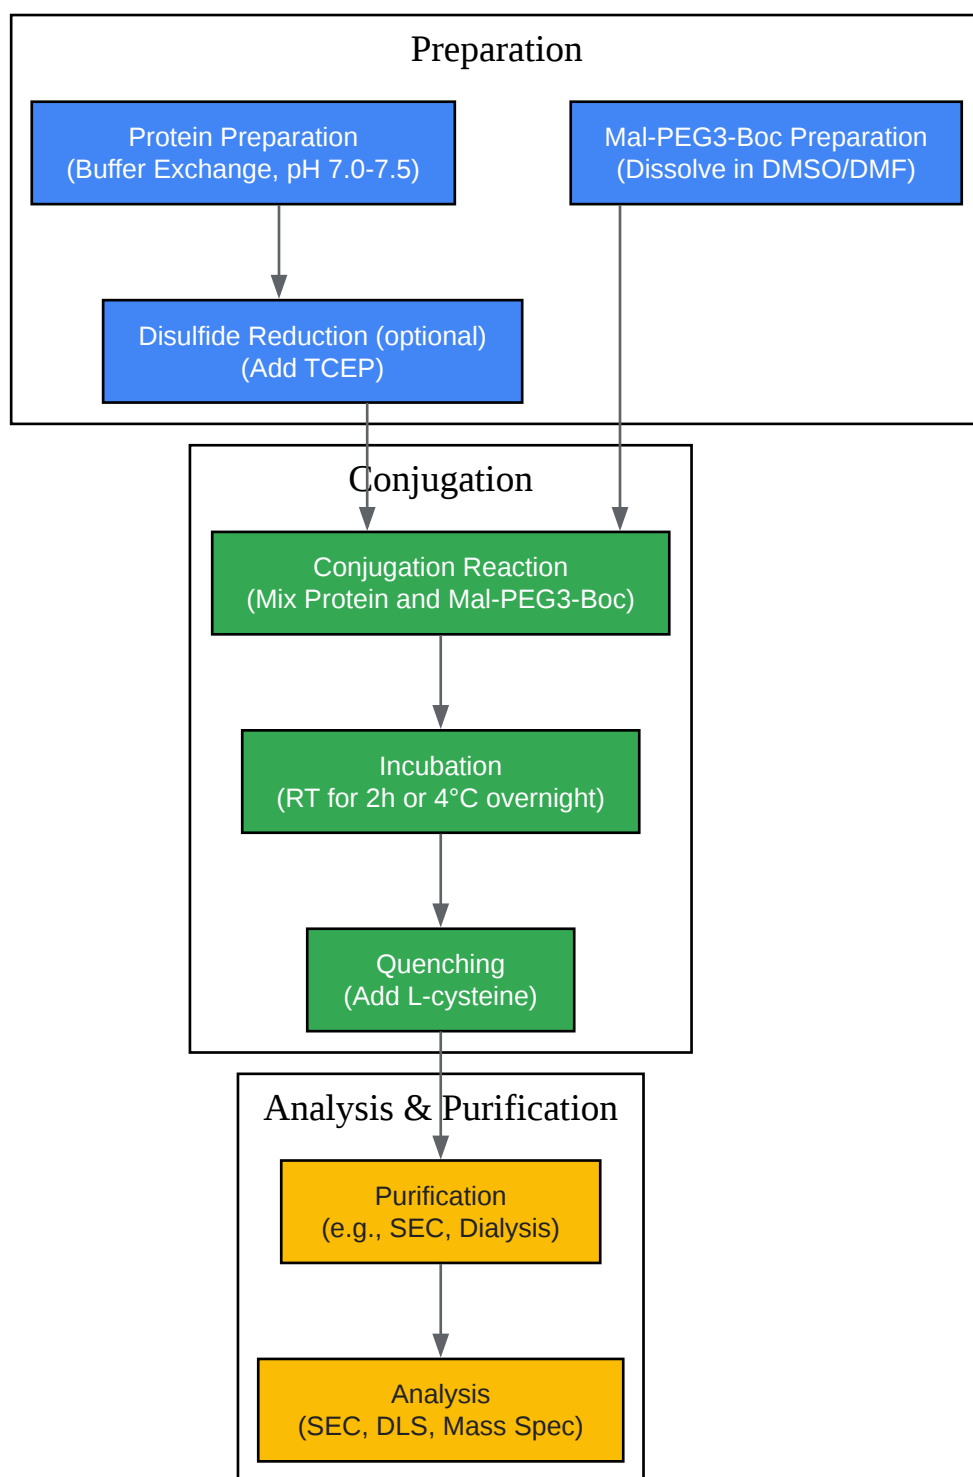 Preparation
Protein Preparation
(Buffer Exchange, pH 7.0-7.5)
Mal-PEG3-Boc Preparation
(Dissolve in DMSO/DMF)
Disulfide Reduction (optional)
(Add TCEP)
Conjugation
Conjugation Reaction
(Mix Protein and Mal-PEG3-Boc)
Incubation
(RT for 2h or 4°C overnight)
Quenching
(Add L-cysteine)
Analysis & Purification
Purification
(e.g., SEC, Dialysis)
Analysis
(SEC, DLS, Mass Spec)